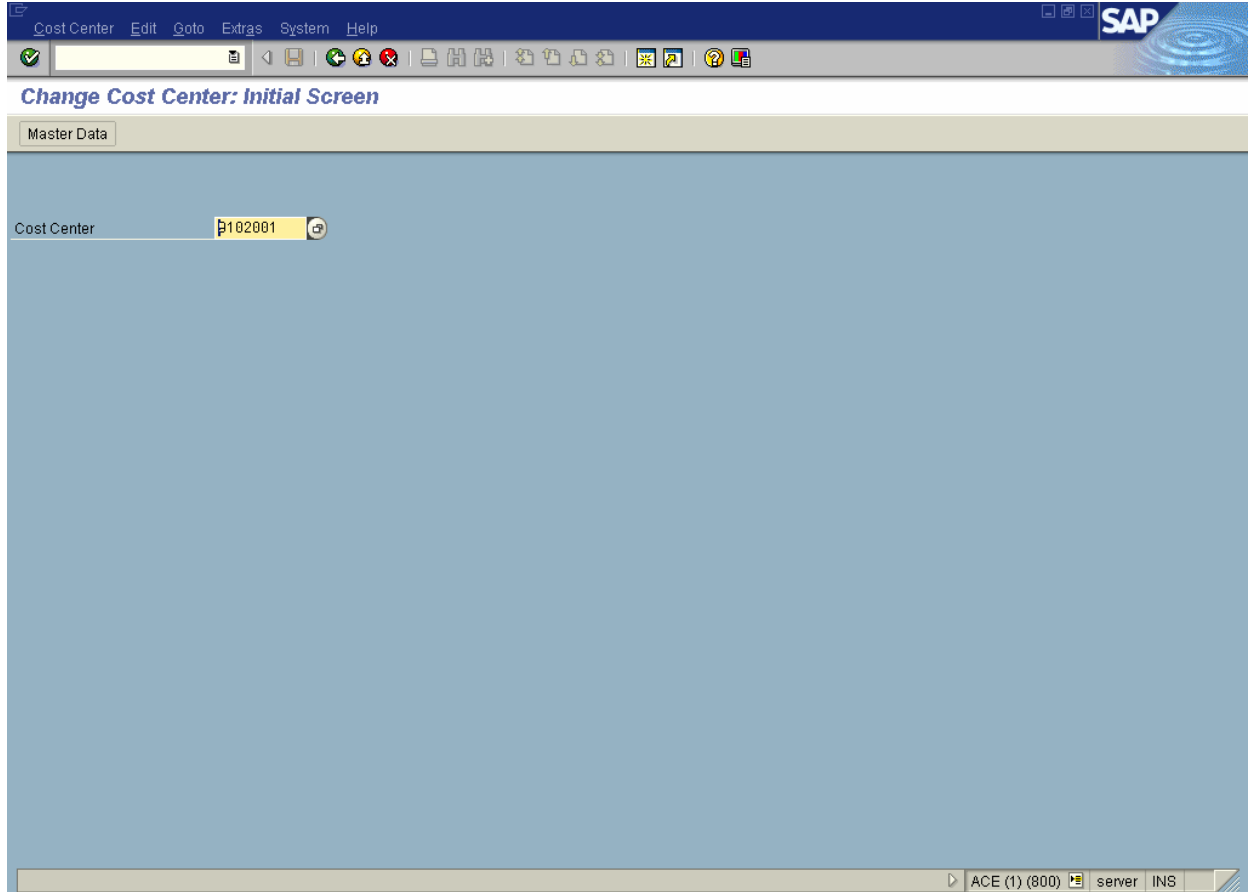 Cost Center Edit Goto Extras System Help
SAP
Change Cost Center: Initial Screen
Master Data
Cost Center 0102001
ACE (1) (800) server INS